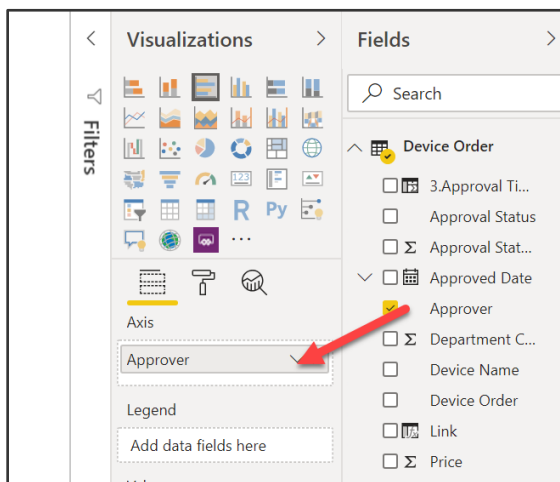 Visualizations
Fields
Search
Filters
Device Order
3.Approval Ti...
Approval Status
Approval Stat...
Approved Date
Approver
Department C...
Device Name
Device Order
Link
Price
123
R
Py
...
Axis
Approver
Legend
Add data fields here